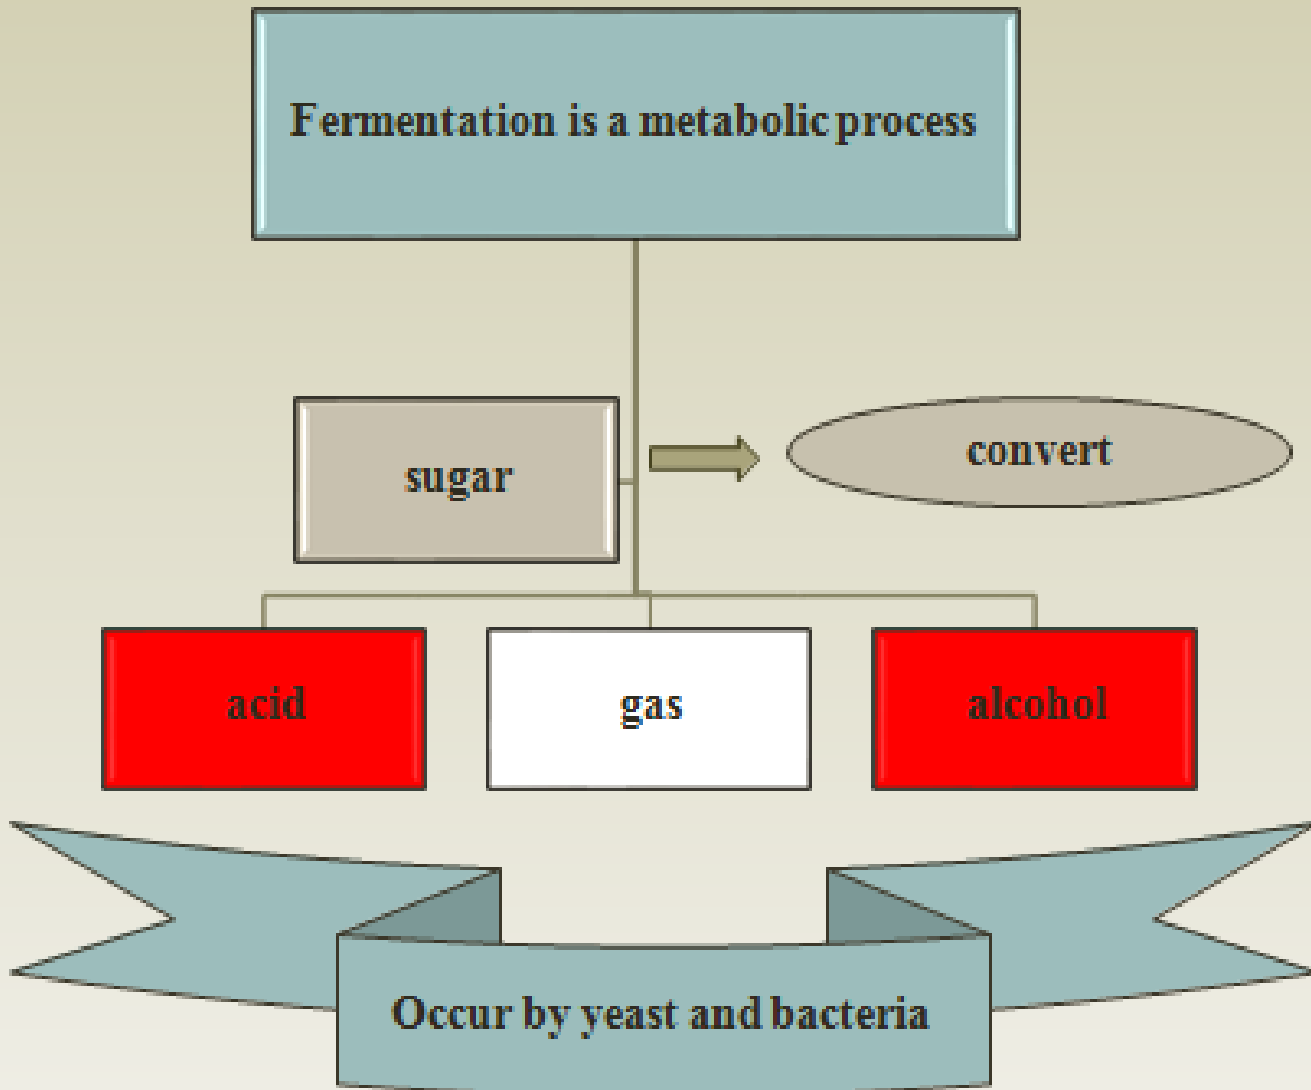 Fermentation is a metabolic process
sugar
convert
acid
gas
alcohol
Occur by yeast and bacteria